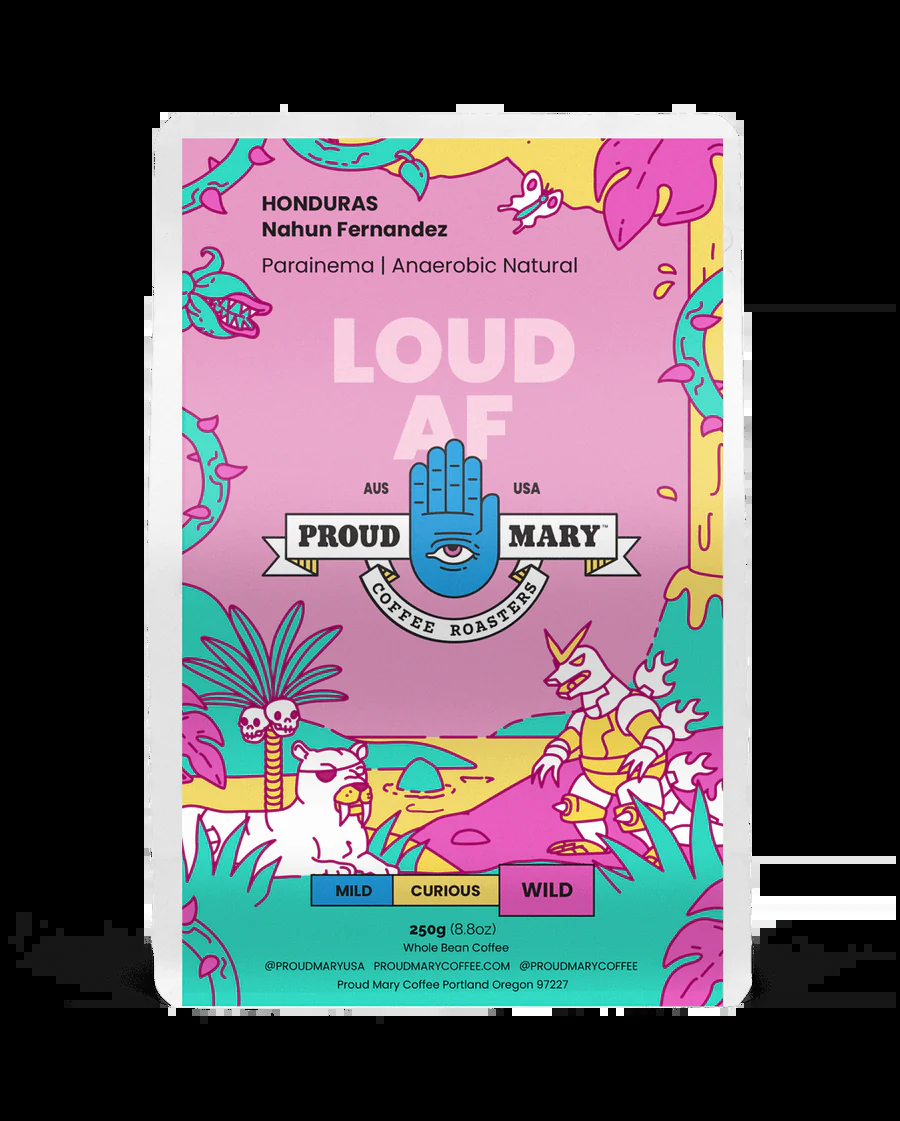 HONDURAS
Nahun Fernandez
Parainema | Anaerobic Natural
LOUD
AF
AUS USA
PROUD MARY™
COFFEE ROASTERS
MILD CURIOUS WILD
250g (8.8oz)
Whole Bean Coffee
@PROUDMARYUSA PROUDMARYCOFFEE.COM @PROUDMARYCOFFEE
Proud Mary Coffee Portland Oregon 97227